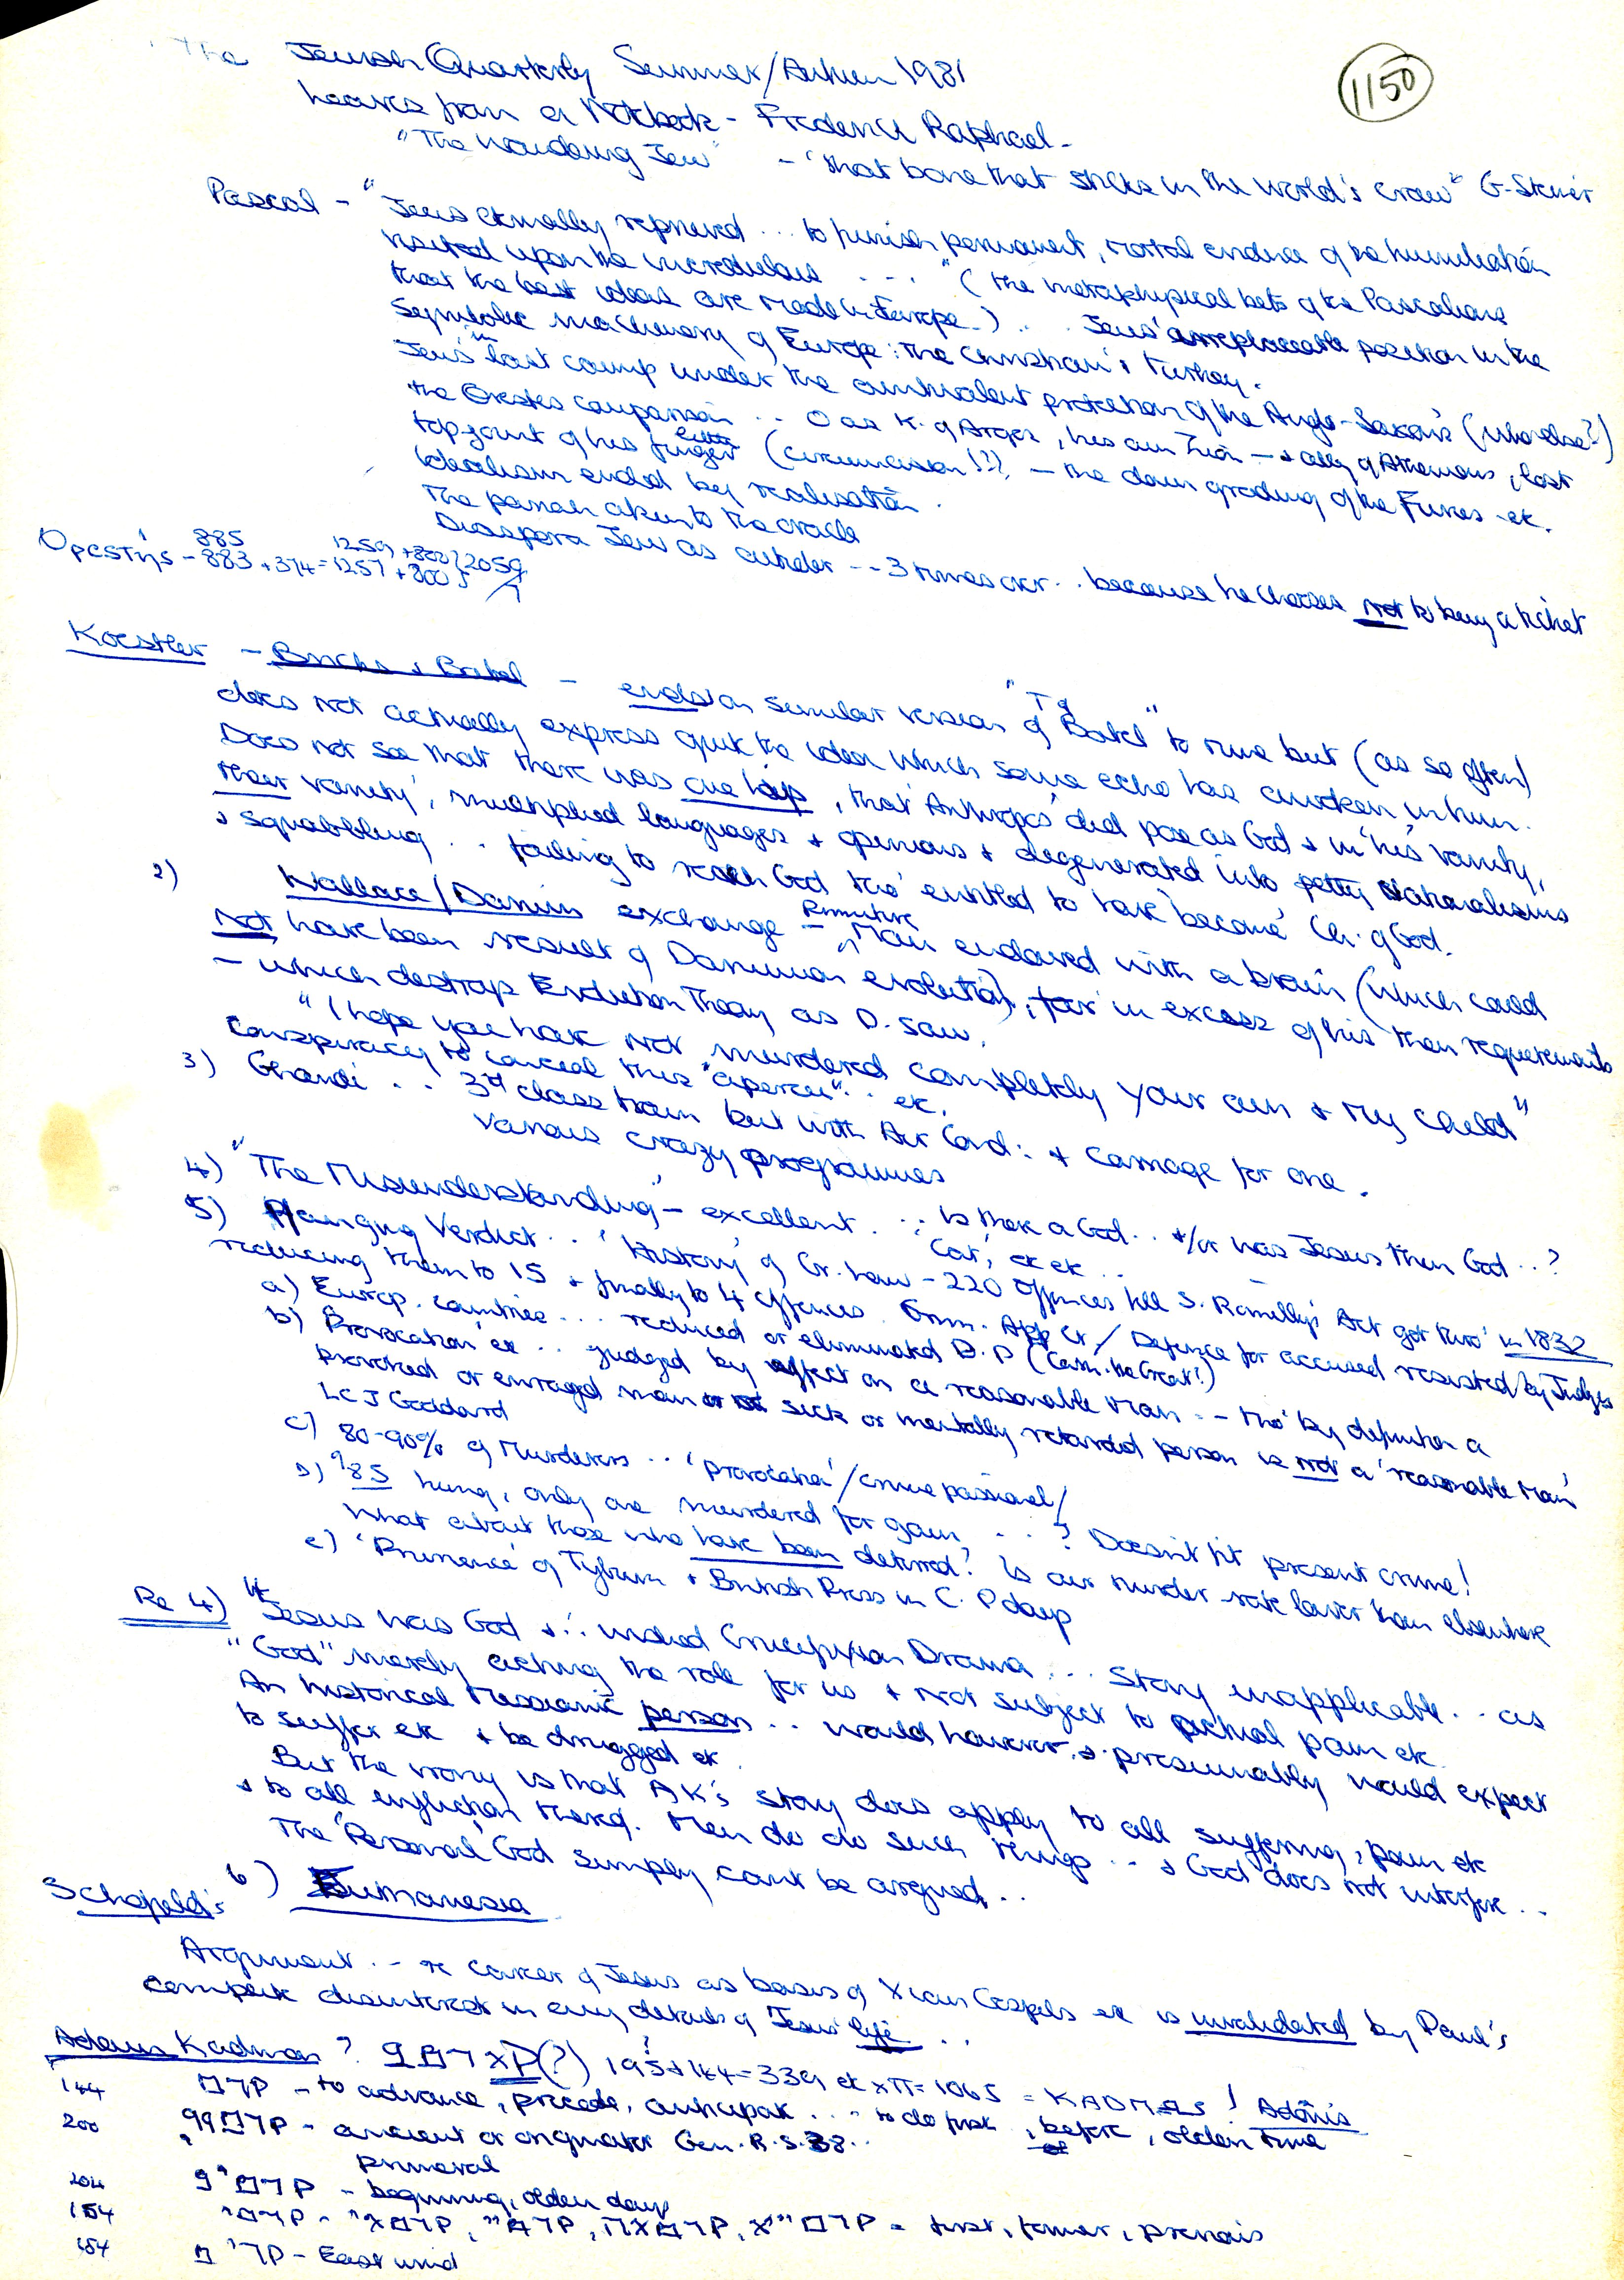 The Jewish Quarterly Summer/Autumn 1981
1150
Leaves from a Notebook - Frederic Raphael -
"The Wandering Jew" - 'that bone that sticks in the World's craw" G. Steiner
Pascal - "Jews eternally reprieved ... to furnish permanent, mortal evidence of the humiliation
visited upon the incredulous ... " (the metaphysical bets of the Pascalians
that the best ideas are made in Europe -) .. Jews' irreplaceable position in the
symbolic machinery of Europe: the Christian's Turkey.
Jews in last camp under the ambivalent protection of the Anglo-Saxons (who else?)
the Orestes comparison .. O as K. of Argos, his own Zion — & ally of Athenians, lost
top joint of his little finger (circumcision!?), — the down grading of the Furies etc.
Idealism ended by realisation.
The pariah akin to the oracle
Diaspora Jew as outsider -- 3 times over .. because he chooses not to buy a ticket
885 1259 + 800
Ορεστης - 883 + 374 = 1257 + 800 } 2059
Koestler - Bricks & Babel - ends on similar version of "T of Babel" to mine but (as so often)
does not actually express quite the idea which some echo has awoken in him.
Does not see that there was one lip, that 'Anthropos' did pose as God & in 'his' vanity,
their vanity, multiplied languages & opinions & degenerated into petty nationalisms
& squabbling .. failing to reach God tho' entitled to have become Ch. of God.
2) Wallace/Darwin exchange - Primitive Man endowed with a brain (which could
Not have been result of Darwinian evolution), far in excess of his then requirements
- which destroys Evolution Theory as D. saw.
"I hope you have not murdered completely your own & my child"
Conspiracy to conceal this "apercu" .. etc.
3) Ghandi .. 3rd class train but with Air Cond: & carriage for one.
various crazy programmes
4) "The Misunderstanding" - excellent ... Is there a God .. &/or was Jesus then God ..?
5) Hanging Verdict .. 'History' of Cr. Law - 220 Offences till S. Romilly's Act got thro' in 1832
reducing them to 15 & finally to 4 offences. Crim. App Ct / Defence for accused resisted by Judges
a) Europ. countries ... reduced or eliminated D.P (Cath. the Great?)
b) Provocation etc .. judged by effect on a reasonable man - tho' by definition a
provoked or enraged man or sick or mentally retarded person is not a 'reasonable man'
LCJ Goddard
c) 80-90% of Murderers .. 'provocation'/crime passionel/
D) 85 hung, only one murdered for gain ...? Doesn't fit present crime!
What about those who have been deterred? Is our murder rate lower than elsewhere
e) 'Prurience' of Tyburn & British Press in C. P days
Re 4) If Jesus was God & ∴ indeed Crucifixion Drama ... Story inapplicable .. as
"God" merely acting the role for us & not subject to actual pain etc.
An historical Messianic person .. would however, & presumably would expect
to suffer etc & be drugged etc.
But the irony is that AK's story does apply to all suffering, pain etc
& to all infliction thereof. Men do do such things .. & God does not interfere ..
The 'Personal' God simply can't be argued ..
6) Eumanesia
Schofield's
Argument .. re career of Jesus as basis of Xian Gospels etc is invalidated by Paul's
complete disinterest in any details of Jesus' life ..
Adam Kadmon ? קדם 195 + 144 = 339 etc x π = 1065 = KADMOS! Adonis
144 קדם - to advance, precede, anticipate ... to do first, before, olden time
200 - ancient or originator Gen. R. S. 38 ..
primeval
204 - beginning, olden days
154 = first, former, previous
154 - East wind